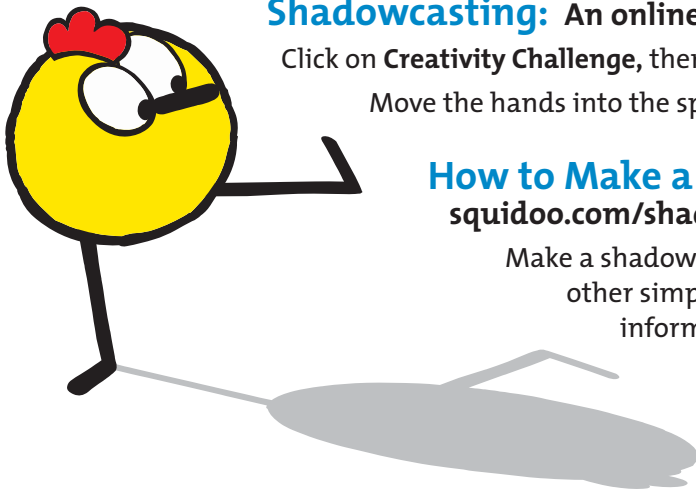 Shadowcasting: An online
Click on Creativity Challenge, then
Move the hands into the sp
How to Make a
squidoo.com/shad
Make a shadow
other simp
inform